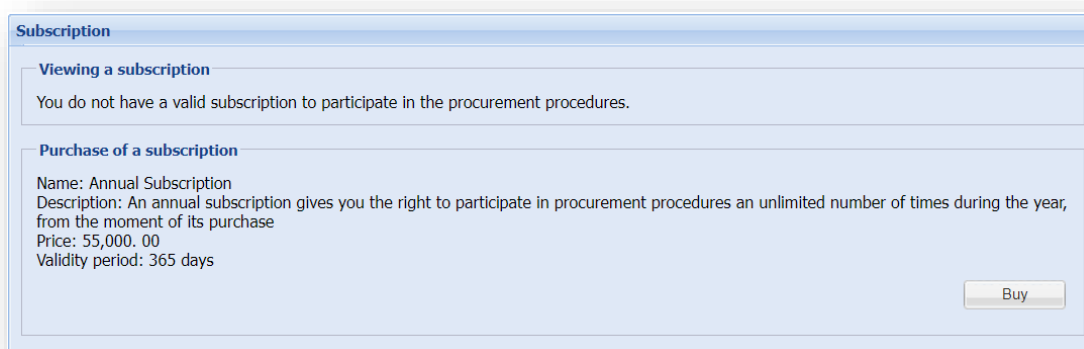 Subscription
Viewing a subscription
You do not have a valid subscription to participate in the procurement procedures.
Purchase of a subscription
Name: Annual Subscription
Description: An annual subscription gives you the right to participate in procurement procedures an unlimited number of times during the year,
from the moment of its purchase
Price: 55,000. 00
Validity period: 365 days
Buy